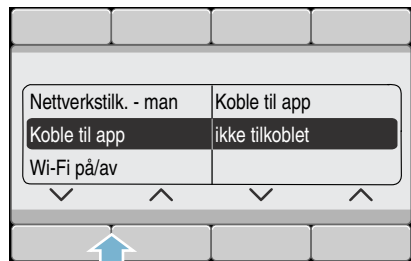 Nettverkstilk. - man
Koble til app
Koble til app
ikke tilkoblet
Wi-Fi på/av